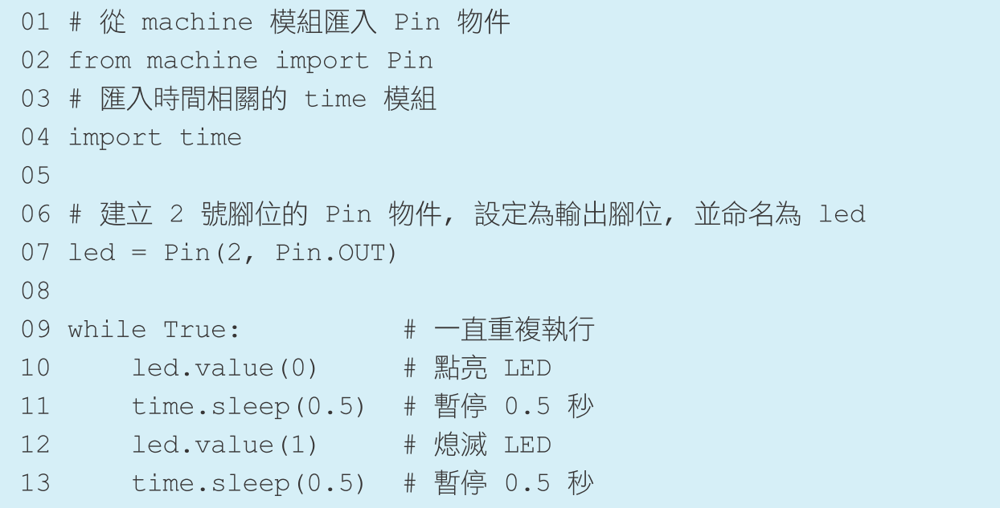 01 # 從 machine 模組匯入 Pin 物件
02 from machine import Pin
03 # 匯入時間相關的 time 模組
04 import time
05
06 # 建立 2 號腳位的 Pin 物件, 設定為輸出腳位, 並命名為 led
07 led = Pin(2, Pin.OUT)
08
09 while True:          # 一直重複執行
10     led.value(0)     # 點亮 LED
11     time.sleep(0.5)  # 暫停 0.5 秒
12     led.value(1)     # 熄滅 LED
13     time.sleep(0.5)  # 暫停 0.5 秒